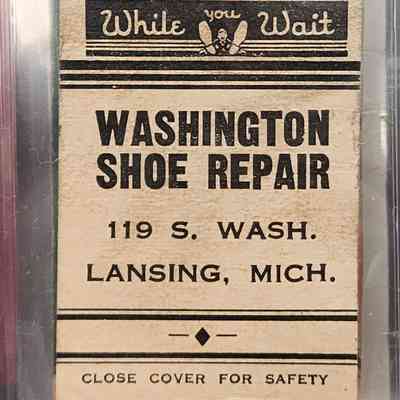 While you Wait
WASHINGTON
SHOE REPAIR
119 S. WASH.
LANSING, MICH.
CLOSE COVER FOR SAFETY